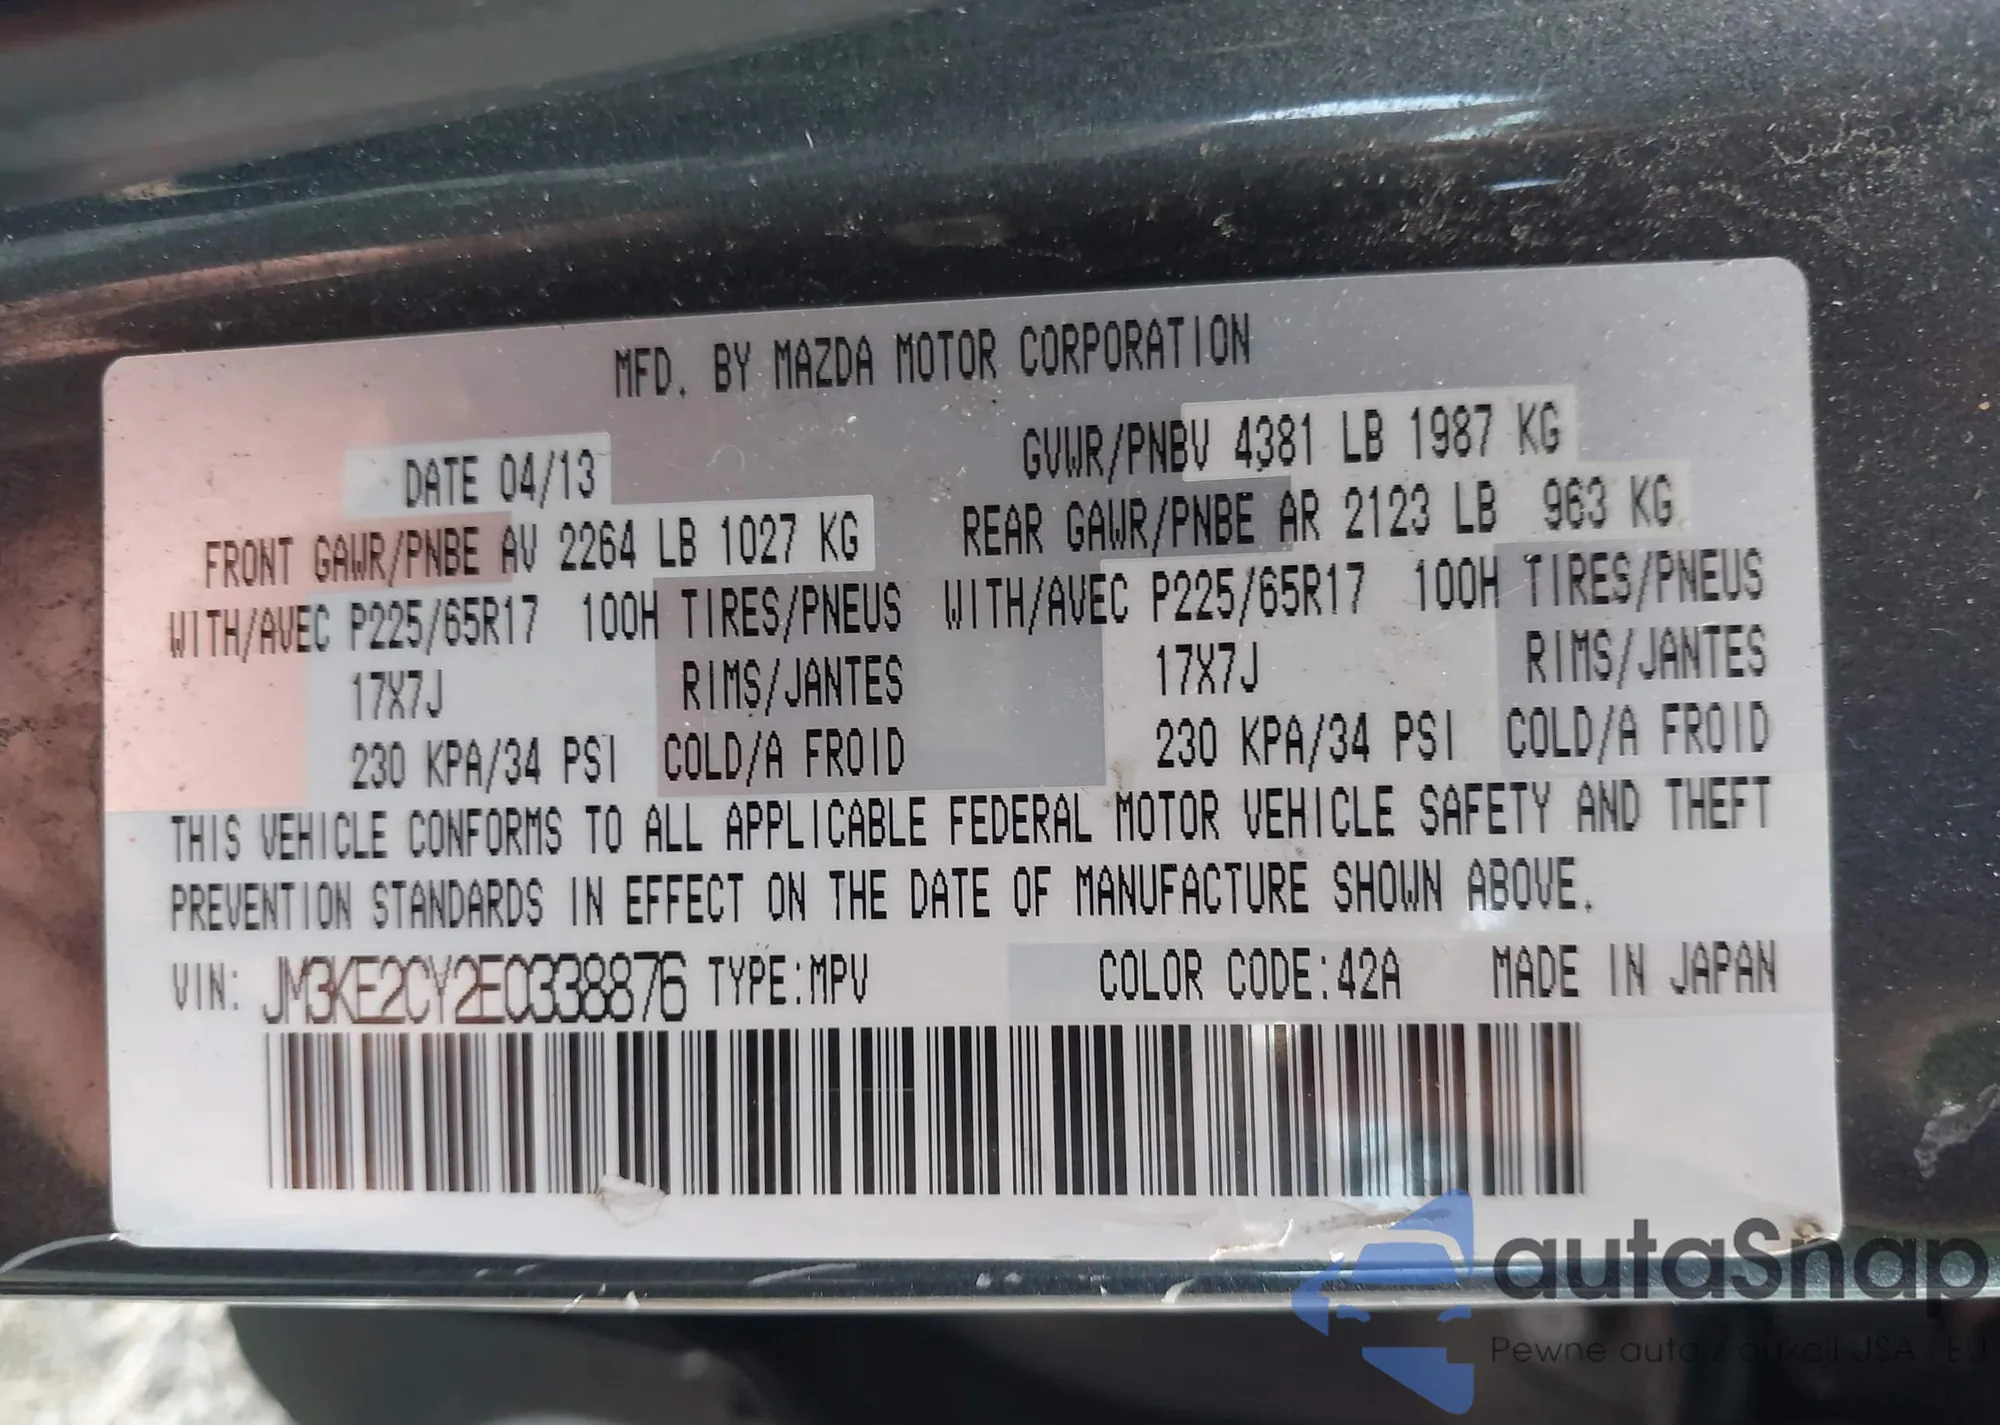 MFD. BY MAZDA MOTOR CORPORATION
DATE 04/13 GVWR/PNBV 4381 LB 1987 KG
FRONT GAWR/PNBE AV 2264 LB 1027 KG REAR GAWR/PNBE AR 2123 LB 963 KG
WITH/AVEC P225/65R17 100H TIRES/PNEUS WITH/AVEC P225/65R17 100H TIRES/PNEUS
17X7J RIMS/JANTES 17X7J RIMS/JANTES
230 KPA/34 PSI COLD/A FROID 230 KPA/34 PSI COLD/A FROID
THIS VEHICLE CONFORMS TO ALL APPLICABLE FEDERAL MOTOR VEHICLE SAFETY AND THEFT
PREVENTION STANDARDS IN EFFECT ON THE DATE OF MANUFACTURE SHOWN ABOVE.
VIN: JM3KE2CY2E0338876 TYPE:MPV COLOR CODE:42A MADE IN JAPAN
autaSnap
Pewne auta z aukcji USA i EU